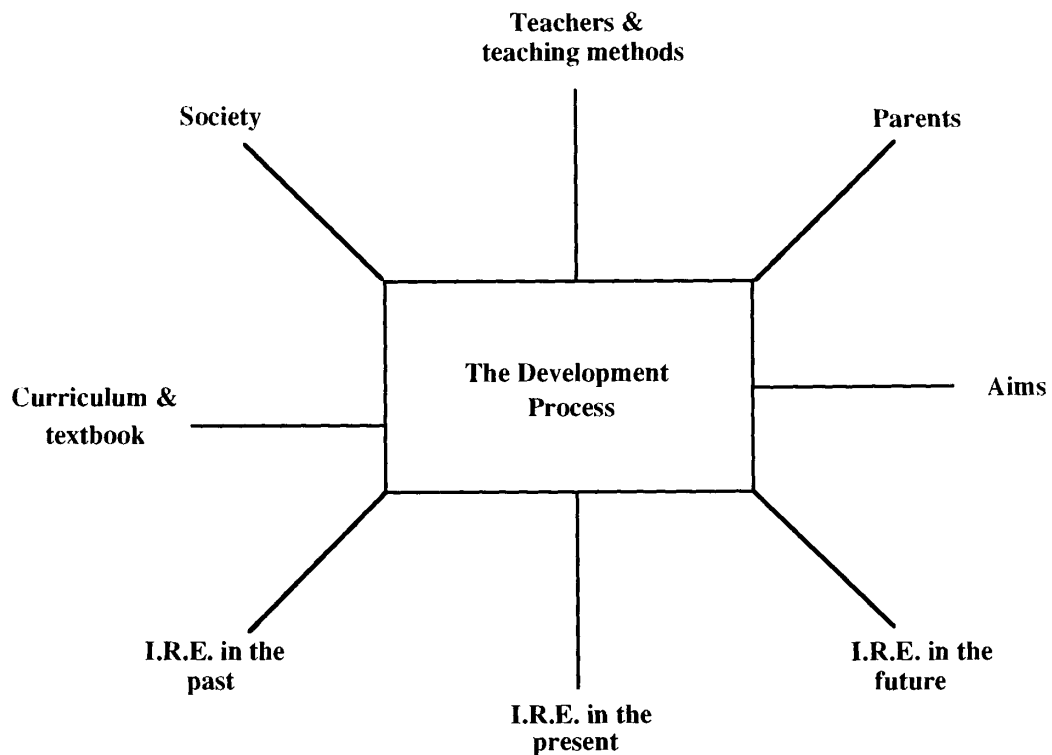 Teachers &
teaching methods
Society
Parents
The Development
Process
Aims
Curriculum &
textbook
I.R.E. in the
past
I.R.E. in the
future
I.R.E. in the
present